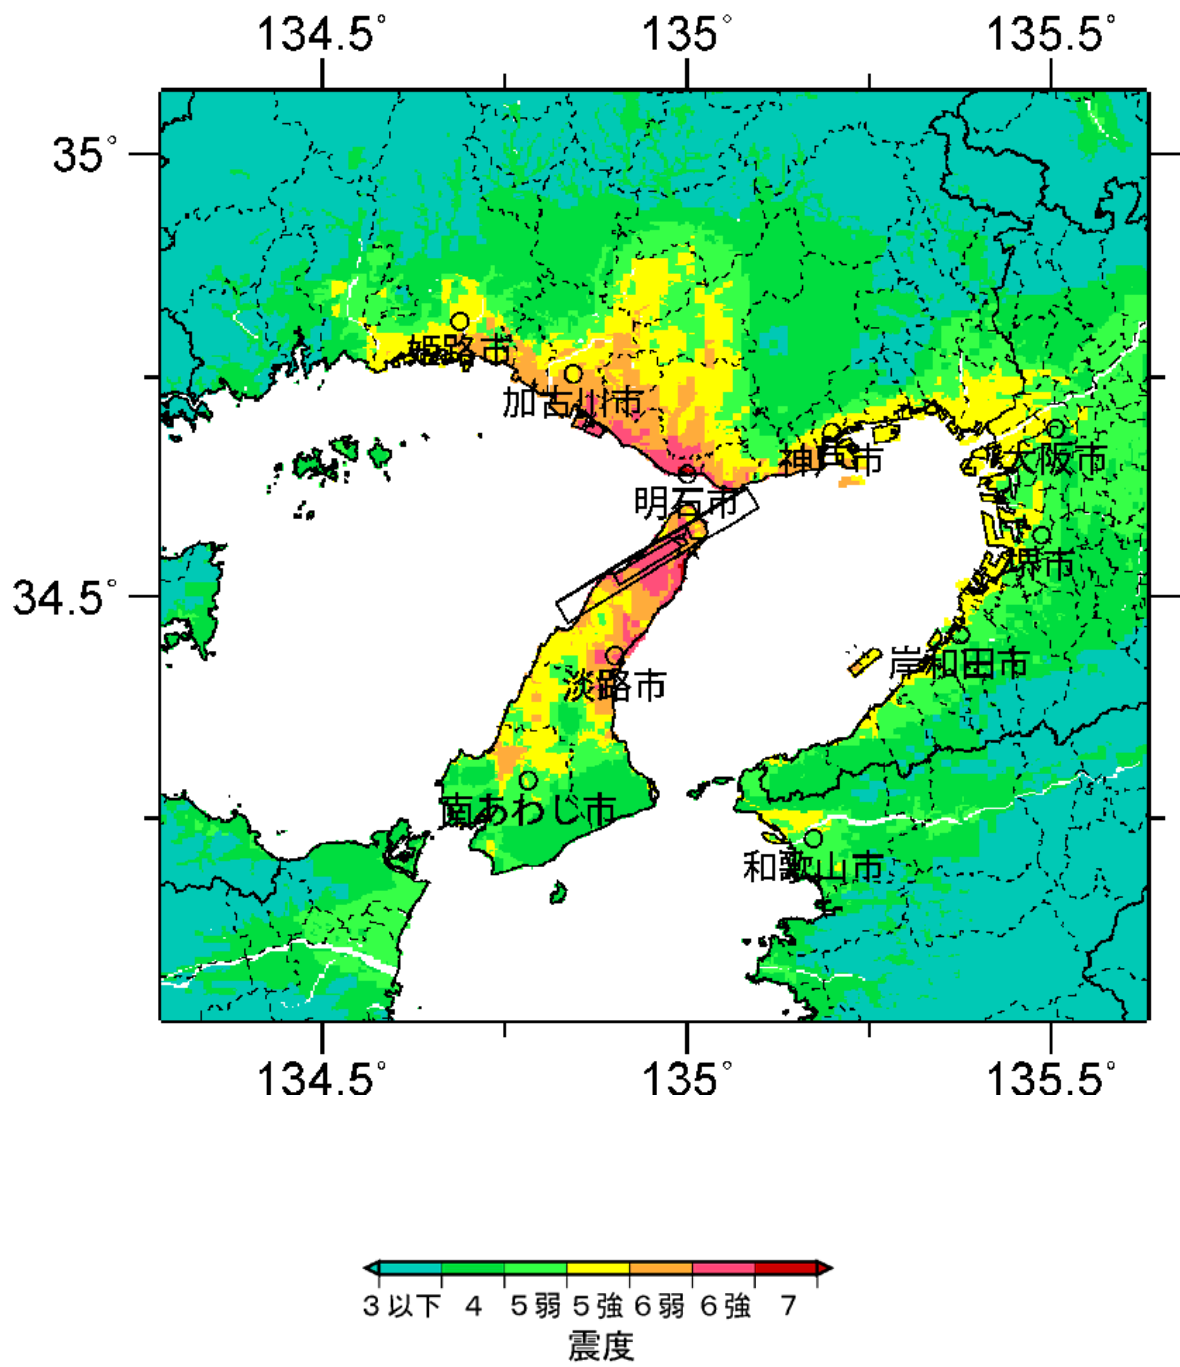 134.5° 135° 135.5°
35°
姫路市
加古川市
神戸市
大阪市
明石市
堺市
34.5°
岸和田市
淡路市
南あわじ市
和歌山市
134.5° 135° 135.5°
3以下 4 5弱 5強 6弱 6強 7
震度